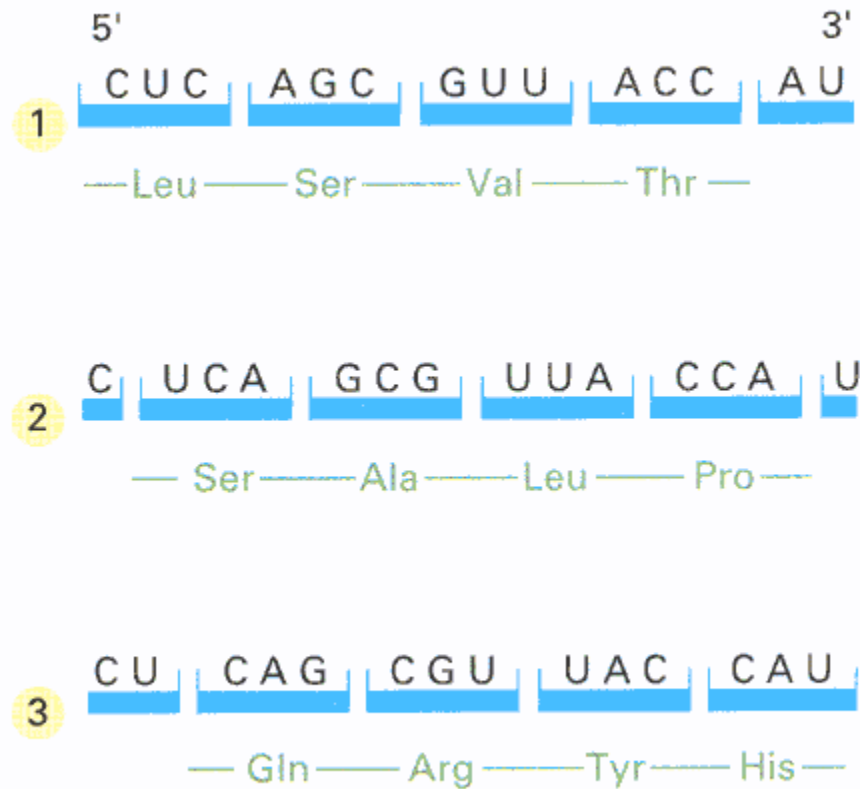 5' 3'
CUC AGC GUU ACC AU
1
Leu Ser Val Thr
C UCA GCG UUA CCA U
2
Ser Ala Leu Pro
CU CAG CGU UAC CAU
3
Gln Arg Tyr His